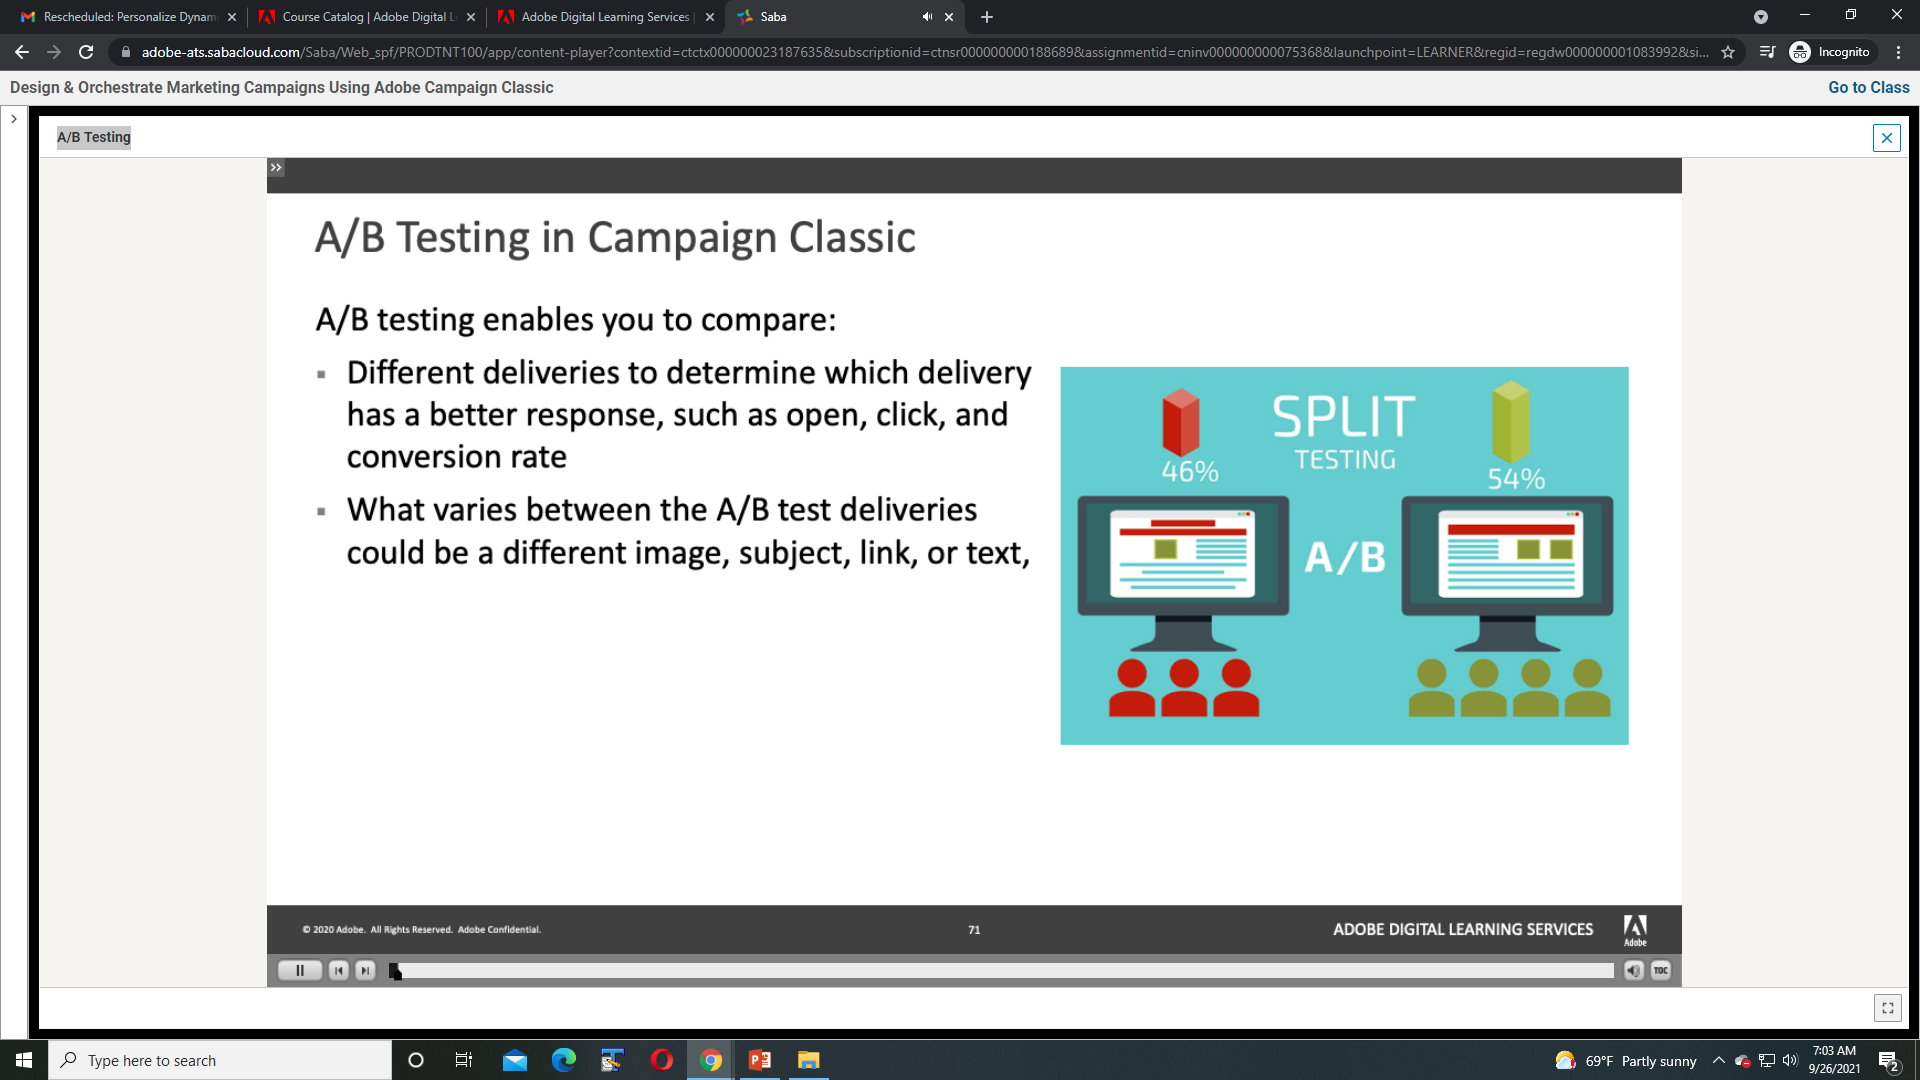 Rescheduled: Personalize Dynam
Course Catalog | Adobe Digital L
Adobe Digital Learning Services |
Saba
adobe-ats.sabacloud.com/Saba/Web_spf/PRODTNT100/app/content-player?contextid=ctctx000000023187635&subscriptionid=ctnsr0000000000188689&assignmentid=cninv000000000075368&launchpoint=LEARNER&regid=regdw000000001083992&si...
Incognito
Design & Orchestrate Marketing Campaigns Using Adobe Campaign Classic
Go to Class
A/B Testing
A/B Testing in Campaign Classic
A/B testing enables you to compare:
▪ Different deliveries to determine which delivery
has a better response, such as open, click, and
conversion rate
▪ What varies between the A/B test deliveries
could be a different image, subject, link, or text,
SPLIT
TESTING
46%
54%
A/B
© 2020 Adobe. All Rights Reserved. Adobe Confidential.
71
ADOBE DIGITAL LEARNING SERVICES
Adobe
TOC
Type here to search
69°F Partly sunny
7:03 AM
9/26/2021
2